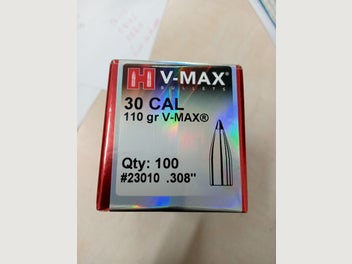 H V-MAX®
BULLETS
30 CAL
110 gr V-MAX®
Qty: 100
#23010 .308"